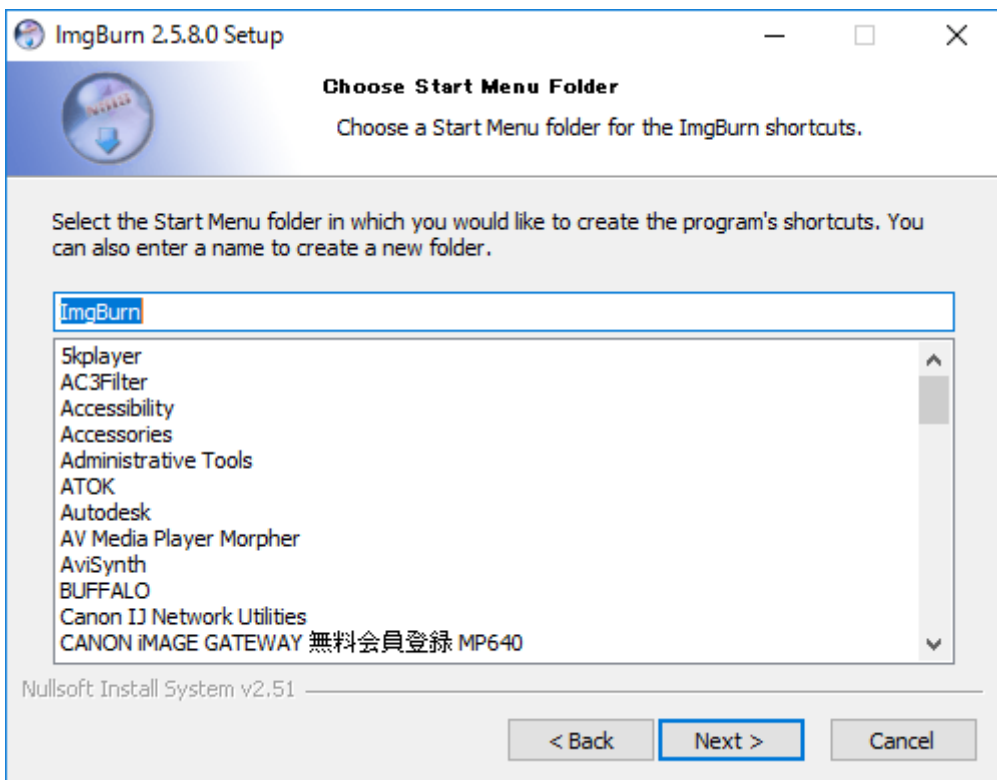 ImgBurn 2.5.8.0 Setup
Choose Start Menu Folder
Choose a Start Menu folder for the ImgBurn shortcuts.
Select the Start Menu folder in which you would like to create the program's shortcuts. You
can also enter a name to create a new folder.
ImgBurn
5kplayer
AC3Filter
Accessibility
Accessories
Administrative Tools
ATOK
Autodesk
AV Media Player Morpher
AviSynth
BUFFALO
Canon IJ Network Utilities
CANON iMAGE GATEWAY 無料会員登録 MP640
Nullsoft Install System v2.51
< Back
Next >
Cancel